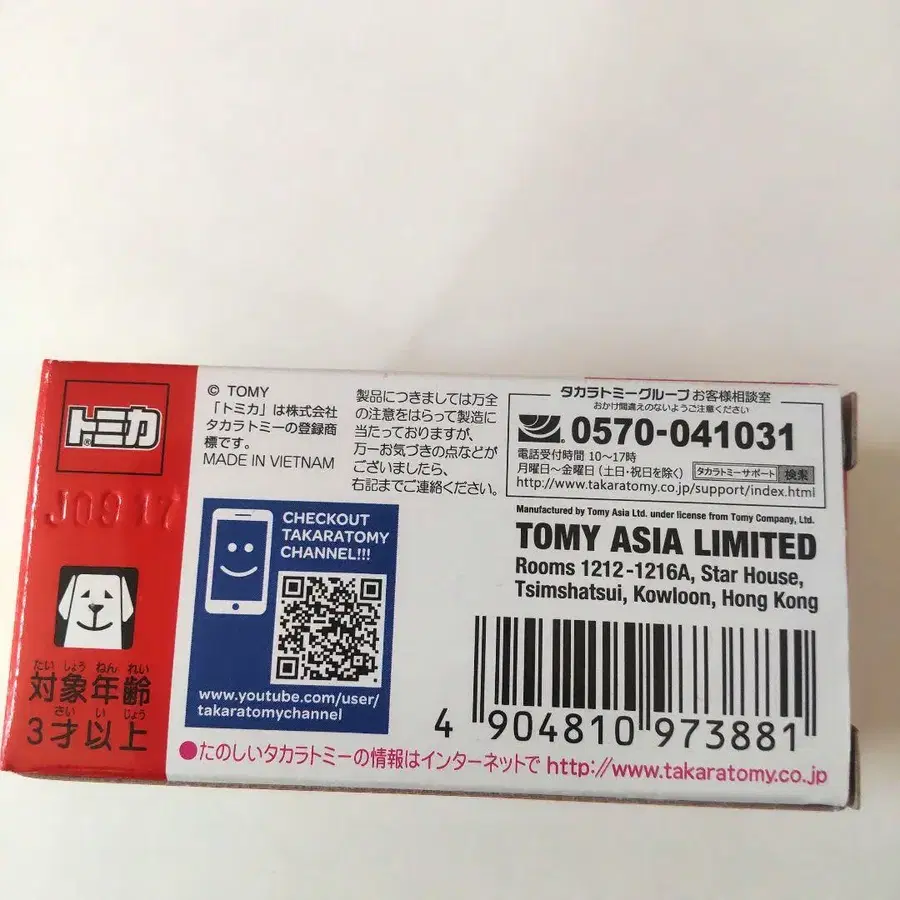 トミカ®
J09 17
たいしょうねんれい
対象年齢
さい いじょう
3才以上
© TOMY
「トミカ」は株式会社
タカラトミーの登録商
標です。
MADE IN VIETNAM
製品につきましては万全
の注意をはらって製造に
当たっておりますが、
万一お気づきの点などが
ございましたら、
右記までご連絡ください。
タカラトミーグループ お客様相談室
おかけ間違えのないようご注意ください
0570-041031
電話受付時間 10〜17時
月曜日〜金曜日 (土日・祝日を除く) タカラトミーサポート 検索
http://www.takaratomy.co.jp/support/index.html
CHECKOUT
TAKARATOMY
CHANNEL!!!
www.youtube.com/user/
takaratomychannel
Manufactured by Tomy Asia Ltd. under license from Tomy Company, Ltd.
TOMY ASIA LIMITED
Rooms 1212-1216A, Star House,
Tsimshatsui, Kowloon, Hong Kong
4 904810 973881
●たのしいタカラトミーの情報はインターネットで http://www.takaratomy.co.jp